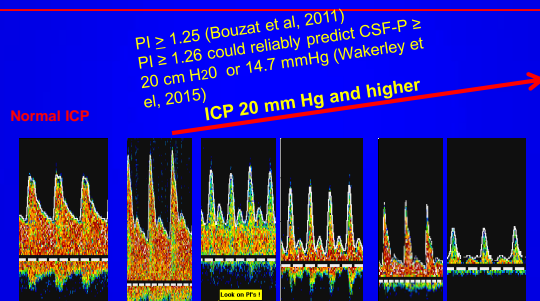 PI ≥ 1.25 (Bouzat et al, 2011)
PI ≥ 1.26 could reliably predict CSF-P ≥
20 cm H20 or 14.7 mmHg (Wakerley et
el, 2015)
Normal ICP
ICP 20 mm Hg and higher
Look on PI's !